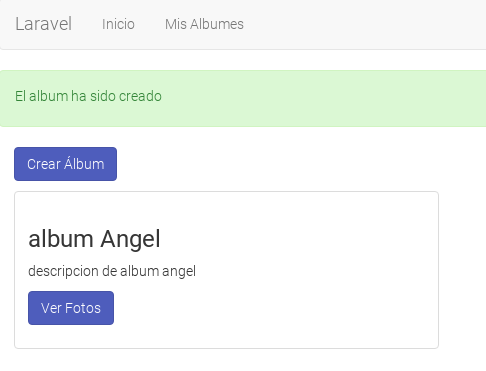 Laravel Inicio Mis Albumes
El album ha sido creado
Crear Álbum
album Angel
descripcion de album angel
Ver Fotos